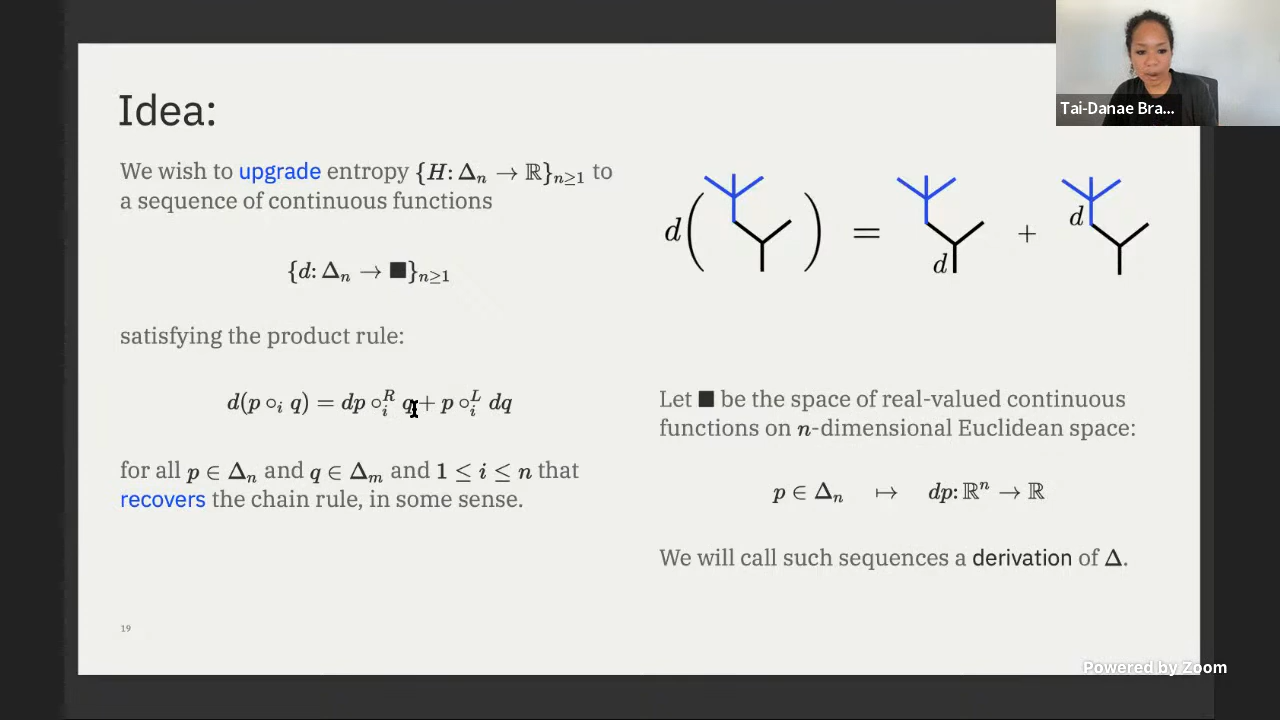 Idea:
We wish to upgrade entropy {H: Δₙ → ℝ}ₙ≥₁ to
a sequence of continuous functions
{d: Δₙ → ■}ₙ≥₁
satisfying the product rule:
d(p ∘ᵢ q) = dp ∘ᵢᴿ q + p ∘ᵢᴸ dq
for all p ∈ Δₙ and q ∈ Δₘ and 1 ≤ i ≤ n that
recovers the chain rule, in some sense.
19
d( ) = d + d
Let ■ be the space of real-valued continuous
functions on n-dimensional Euclidean space:
p ∈ Δₙ ↦ dp: ℝⁿ → ℝ
We will call such sequences a derivation of Δ.
Tai-Danae Bra...
Powered by Zoom